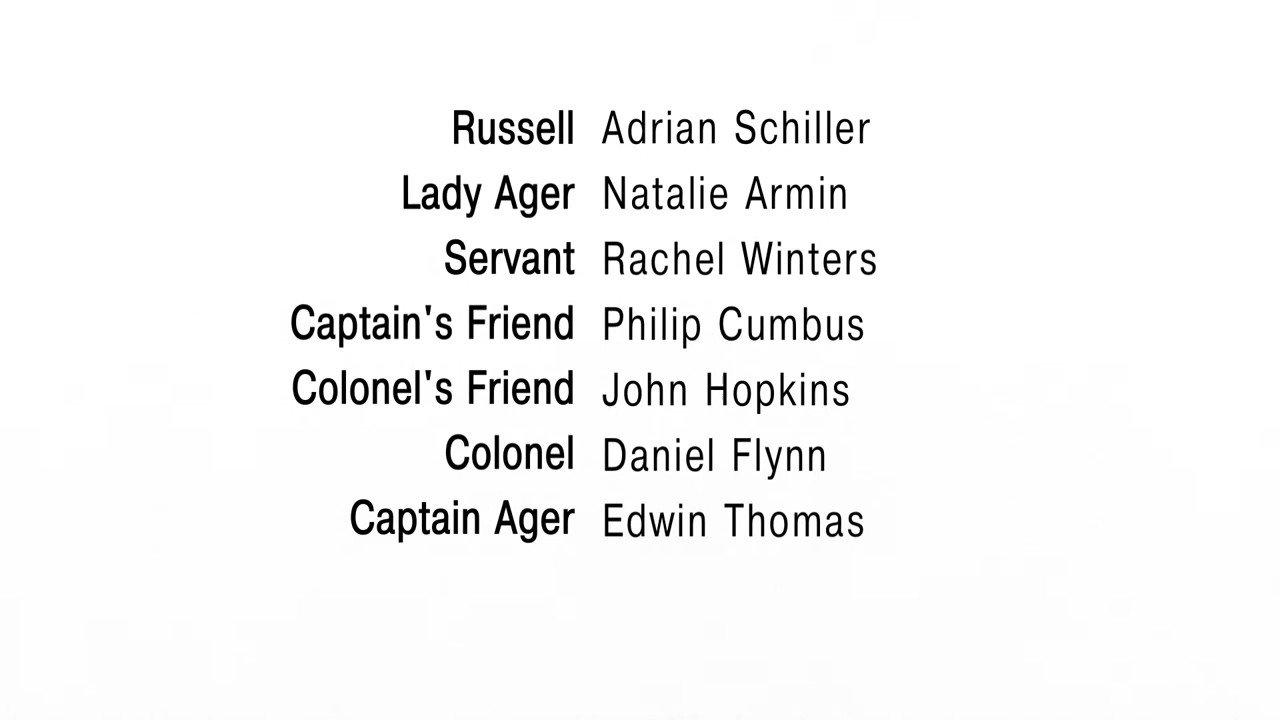 Russell Adrian Schiller
Lady Ager Natalie Armin
Servant Rachel Winters
Captain's Friend Philip Cumbus
Colonel's Friend John Hopkins
Colonel Daniel Flynn
Captain Ager Edwin Thomas